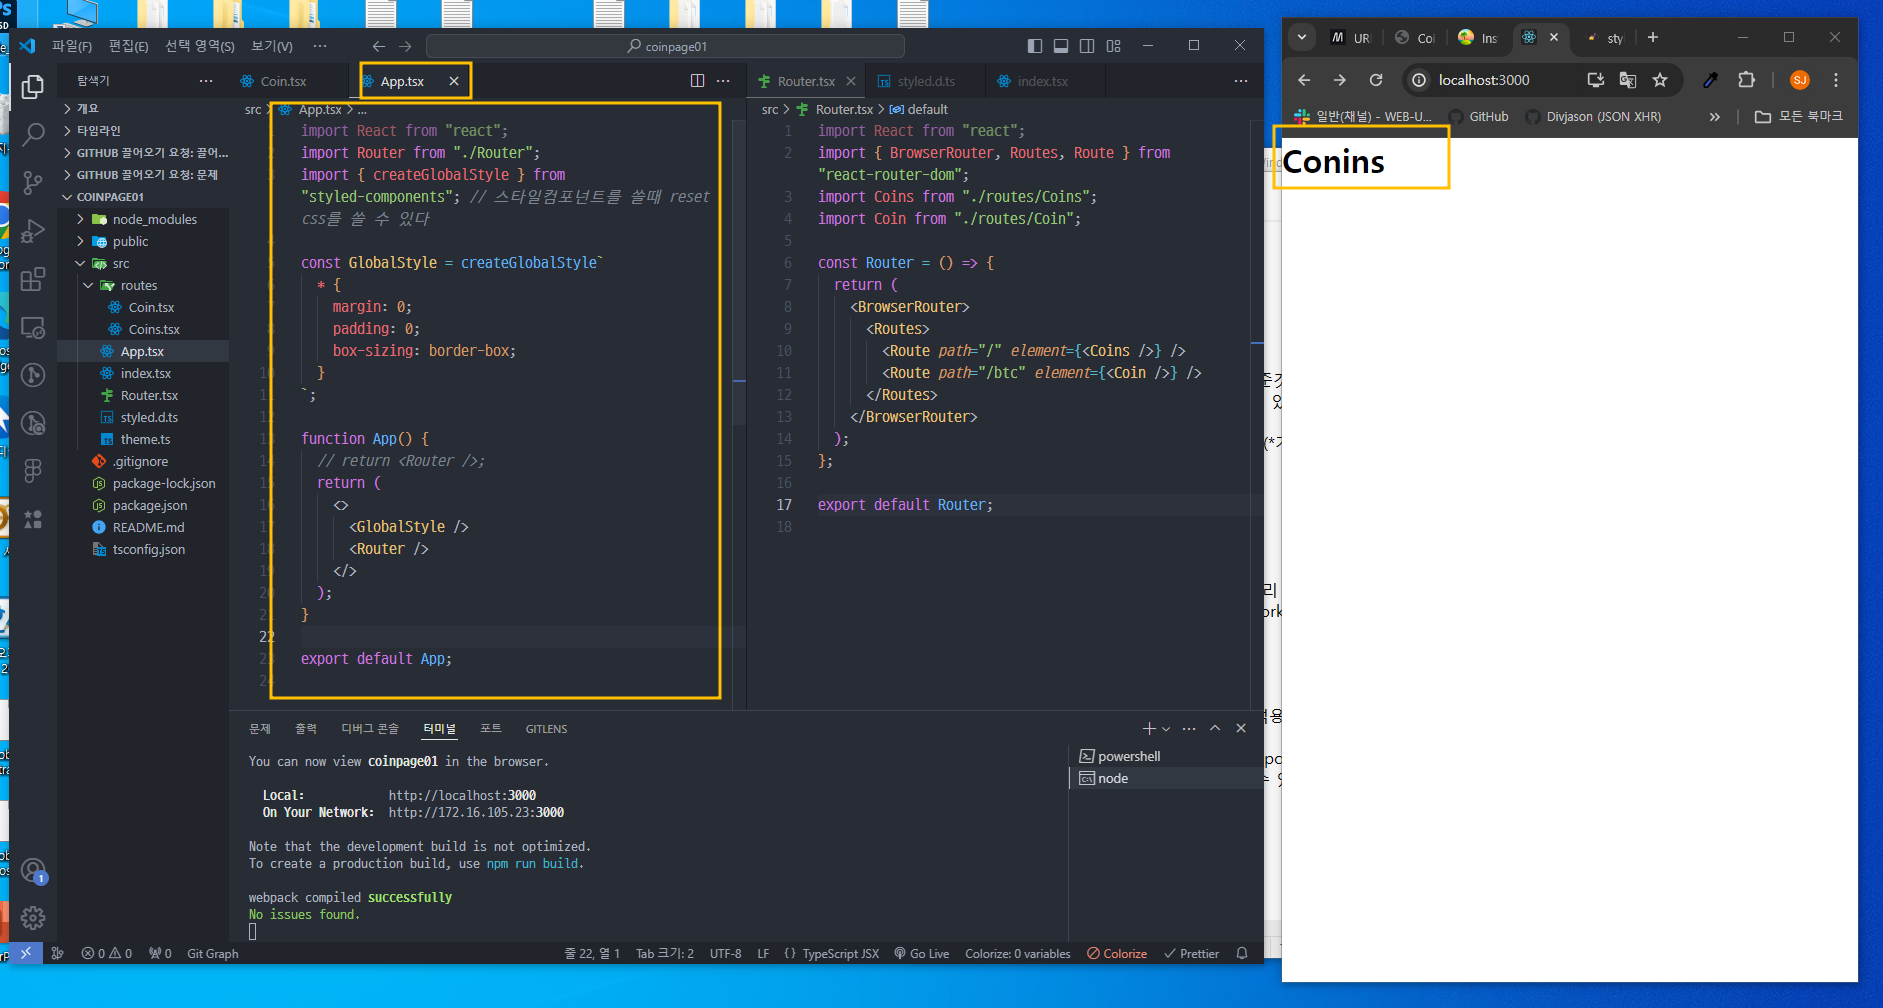 파일(F) 편집(E) 선택 영역(S) 보기(V) ··· coinpage01
탐색기 ···
개요
타임라인
GITHUB 끌어오기 요청: 끌어...
GITHUB 끌어오기 요청: 문제
COINPAGE01
node_modules
public
src
routes
Coin.tsx
Coins.tsx
App.tsx
index.tsx
Router.tsx
styled.d.ts
theme.ts
.gitignore
package-lock.json
package.json
README.md
tsconfig.json
1
Coin.tsx App.tsx
src > App.tsx > ...
import React from "react";
import Router from "./Router";
import { createGlobalStyle } from
"styled-components"; // 스타일컴포넌트를 쓸때 reset
css를 쓸 수 있다
const GlobalStyle = createGlobalStyle`
* {
margin: 0;
padding: 0;
box-sizing: border-box;
}
`;
function App() {
// return <Router />;
return (
<>
<GlobalStyle />
<Router />
</>
);
}
22
export default App;
Router.tsx styled.d.ts index.tsx
src > Router.tsx > default
1 import React from "react";
2 import { BrowserRouter, Routes, Route } from
"react-router-dom";
3 import Coins from "./routes/Coins";
4 import Coin from "./routes/Coin";
5
6 const Router = () => {
7 return (
8 <BrowserRouter>
9 <Routes>
10 <Route path="/" element={<Coins />} />
11 <Route path="/btc" element={<Coin />} />
12 </Routes>
13 </BrowserRouter>
14 );
15 };
16
17 export default Router;
18
문제 출력 디버그 콘솔 터미널 포트 GITLENS
You can now view coinpage01 in the browser.
Local: http://localhost:3000
On Your Network: http://172.16.105.23:3000
Note that the development build is not optimized.
To create a production build, use npm run build.
webpack compiled successfully
No issues found.
powershell
node
0 0 0 Git Graph 줄 22, 열 1 Tab 크기: 2 UTF-8 LF {} TypeScript JSX Go Live Colorize: 0 variables Colorize Prettier
UR Coi Ins sty
localhost:3000 SJ
일반(채널) - WEB-U... GitHub Divjason (JSON XHR) » 모든 북마크
Conins